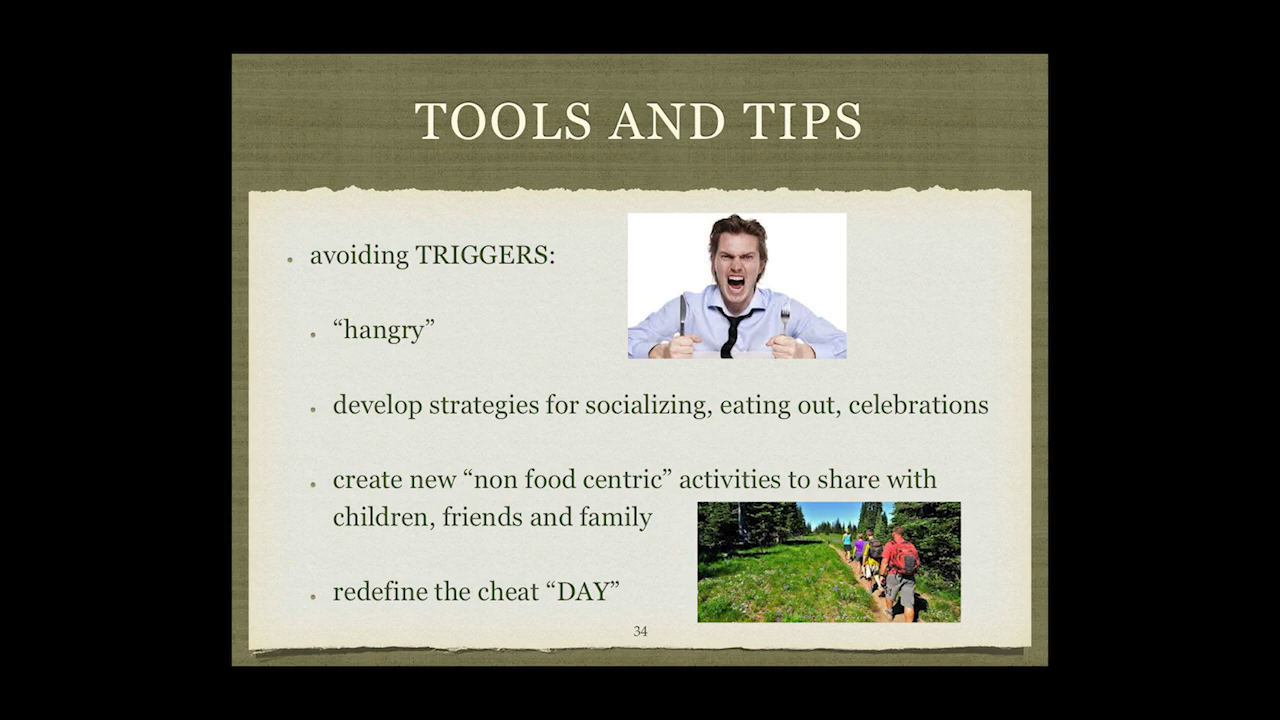 TOOLS AND TIPS
avoiding TRIGGERS:
“hangry”
develop strategies for socializing, eating out, celebrations
create new “non food centric” activities to share with
children, friends and family
redefine the cheat “DAY”
34